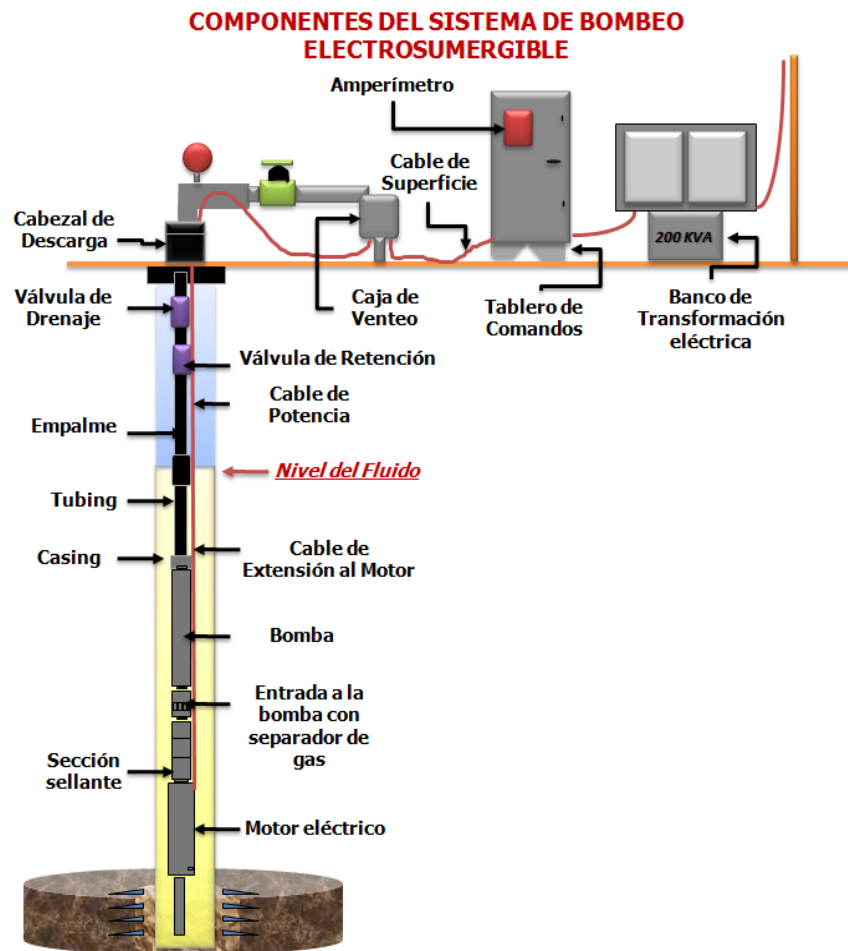 COMPONENTES DEL SISTEMA DE BOMBEO
ELECTROSUMERGIBLE
Amperímetro
Cable de
Superficie
Cabezal de
Descarga
200 KVA
Válvula de
Drenaje
Caja de
Venteo
Tablero de
Comandos
Banco de
Transformación
eléctrica
Válvula de Retención
Cable de
Potencia
Empalme
Nivel del Fluido
Tubing
Casing
Cable de
Extensión al Motor
Bomba
Entrada a la
bomba con
separador de
gas
Sección
sellante
Motor eléctrico